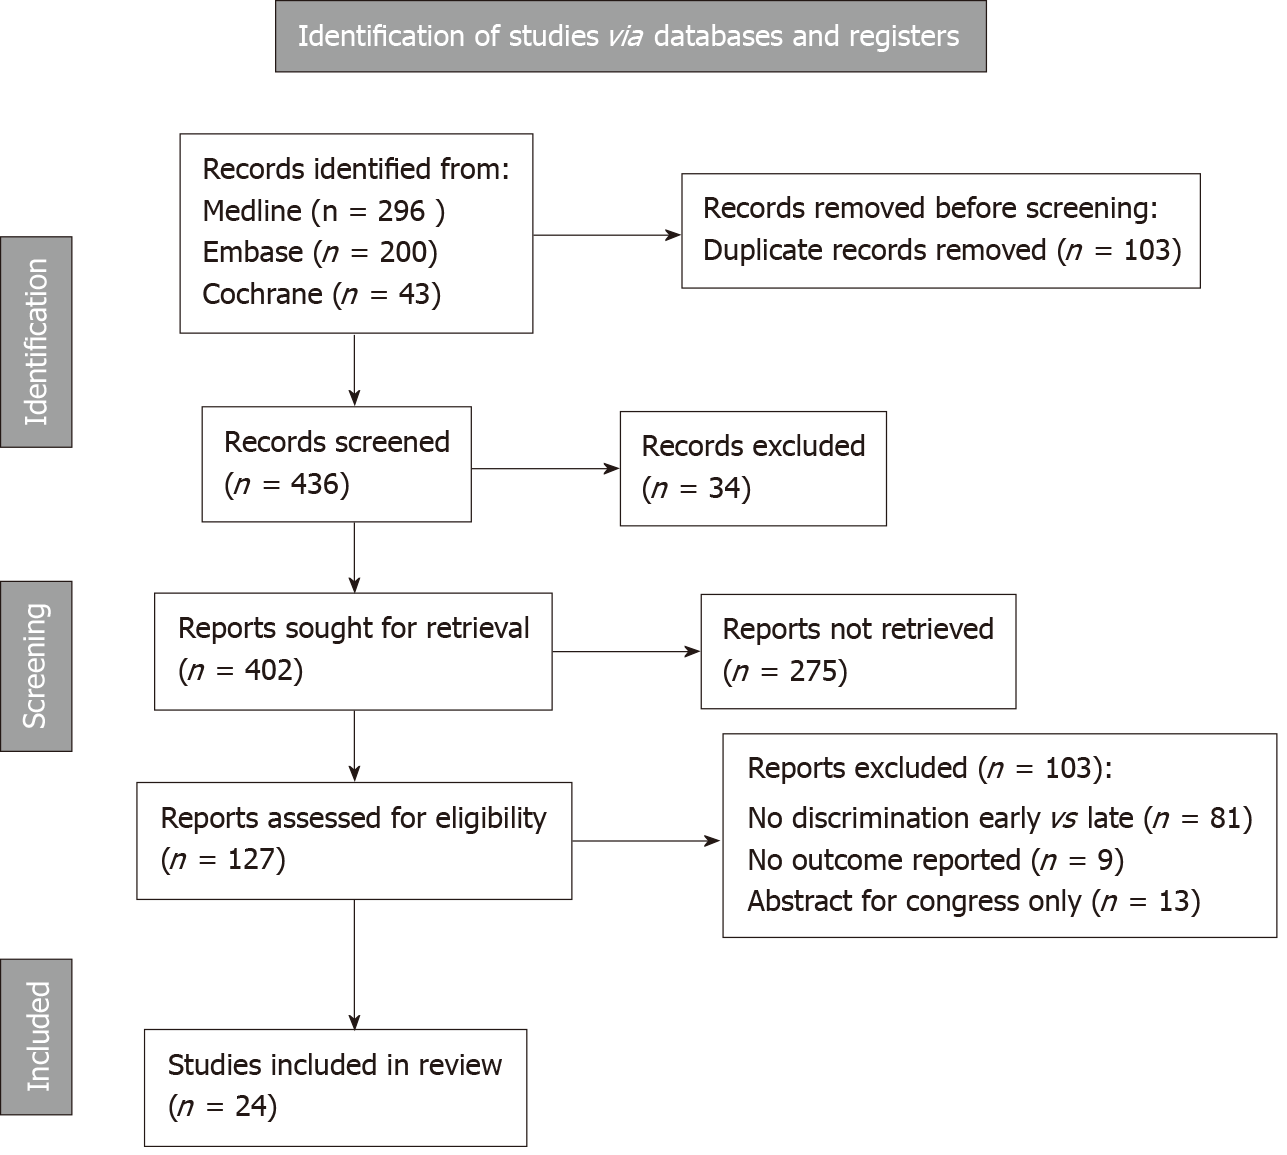 Identification of studies via databases and registers
Identification
Records identified from:
Medline (n = 296 )
Embase (n = 200)
Cochrane (n = 43)
Records removed before screening:
Duplicate records removed (n = 103)
Records screened
(n = 436)
Records excluded
(n = 34)
Screening
Reports sought for retrieval
(n = 402)
Reports not retrieved
(n = 275)
Reports assessed for eligibility
(n = 127)
Reports excluded (n = 103):
No discrimination early vs late (n = 81)
No outcome reported (n = 9)
Abstract for congress only (n = 13)
Included
Studies included in review
(n = 24)